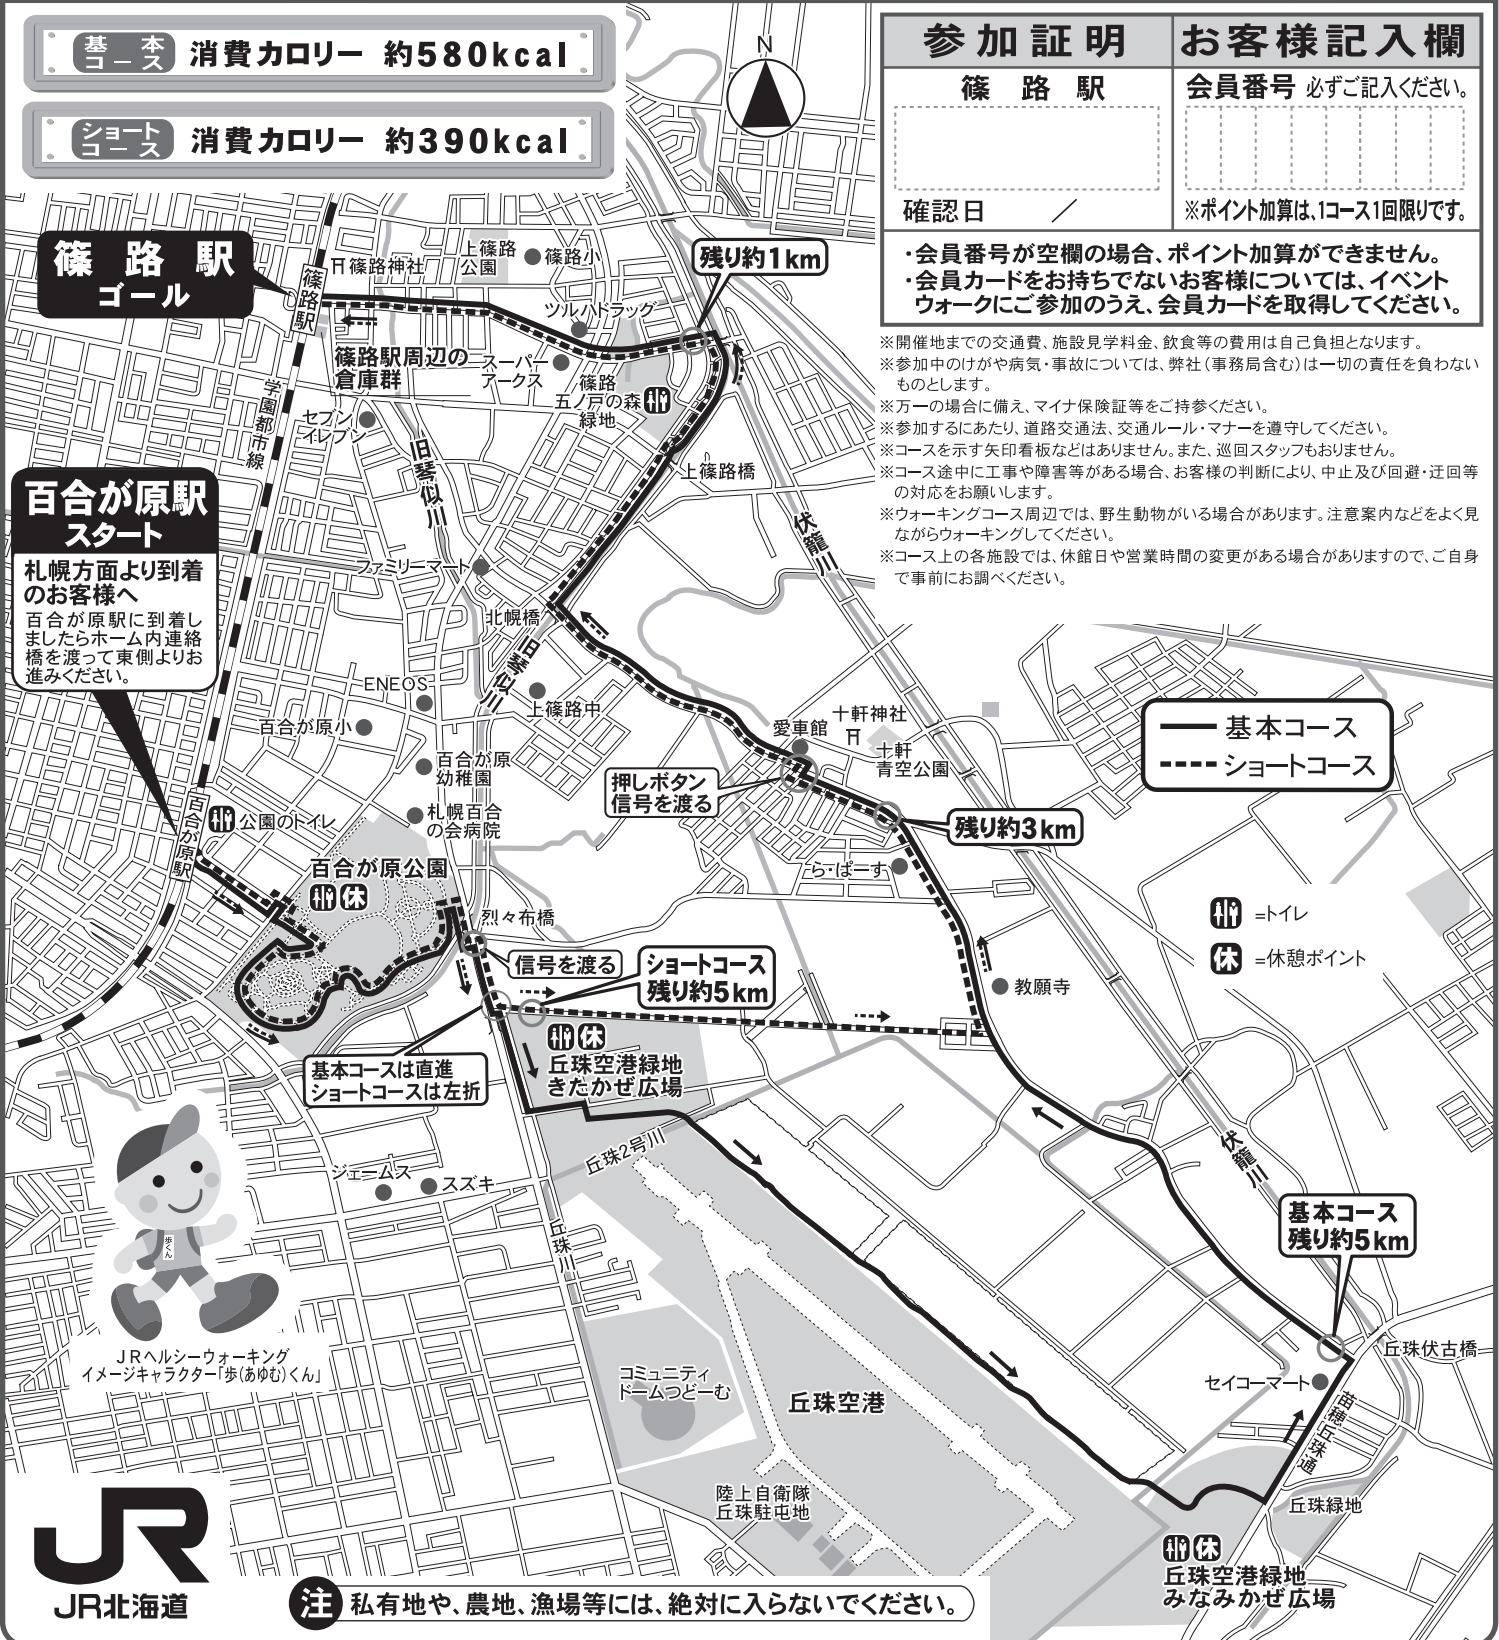 基本コース 消費カロリー 約580kcal
ショートコース 消費カロリー 約390kcal
N
参加証明
お客様記入欄
篠路駅
会員番号 必ずご記入ください。
確認日 ／
※ポイント加算は、1コース1回限りです。
・会員番号が空欄の場合、ポイント加算ができません。
・会員カードをお持ちでないお客様については、イベント
ウォークにご参加のうえ、会員カードを取得してください。
※開催地までの交通費、施設見学料金、飲食等の費用は自己負担となります。
※参加中のけがや病気・事故については、弊社(事務局含む)は一切の責任を負わない
ものとします。
※万一の場合に備え、マイナ保険証等をご持参ください。
※参加するにあたり、道路交通法、交通ルール・マナーを遵守してください。
※コースを示す矢印看板などはありません。また、巡回スタッフもおりません。
※コース途中に工事や障害等がある場合、お客様の判断により、中止及び回避・迂回等
の対応をお願いします。
※ウォーキングコース周辺では、野生動物がいる場合があります。注意案内などをよく見
ながらウォーキングしてください。
※コース上の各施設では、休館日や営業時間の変更がある場合がありますので、ご自身
で事前にお調べください。
篠路駅
ゴール
篠路駅
篠路神社
上篠路
公園
篠路小
残り約1km
ツルハドラッグ
篠路駅周辺の
倉庫群
スーパー
アークス
篠路
五ノ戸の森
緑地
学園都市線
セブン
イレブン
旧琴似川
上篠路橋
伏籠川
百合が原駅
スタート
札幌方面より到着
のお客様へ
百合が原駅に到着し
ましたらホーム内連絡
橋を渡って東側よりお
進みください。
ファミリーマート
北幌橋
旧琴似川
ENEOS
上篠路中
百合が原小
百合が原
幼稚園
愛車館
十軒神社
十軒
青空公園
押しボタン
信号を渡る
残り約3km
基本コース
ショートコース
百合が原駅
公園のトイレ
札幌百合
の会病院
百合が原公園
休
ら・ぱーす
烈々布橋
信号を渡る
ショートコース
残り約5km
教願寺
=トイレ
休 =休憩ポイント
基本コースは直進
ショートコースは左折
休
丘珠空港緑地
きたかぜ広場
丘珠2号川
伏籠川
ジェームス
スズキ
丘珠川
基本コース
残り約5km
歩くん
JRヘルシーウォーキング
イメージキャラクター「歩(あゆむ)くん」
コミュニティ
ドームつどーむ
丘珠空港
丘珠伏古橋
セイコーマート
苗穂丘珠通
陸上自衛隊
丘珠駐屯地
丘珠緑地
休
丘珠空港緑地
みなみかぜ広場
JR
JR北海道
注 私有地や、農地、漁場等には、絶対に入らないでください。